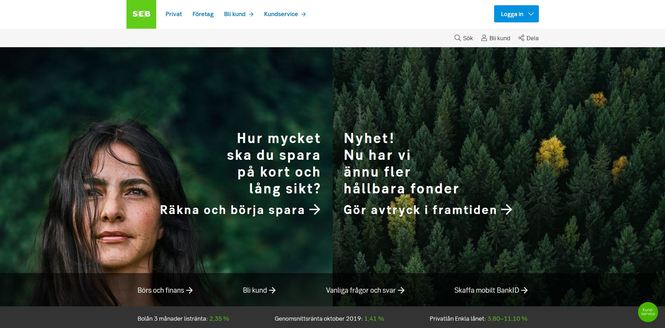 SEB
Privat
Företag
Bli kund →
Kundservice →
Logga in
Sök
Bli kund
Dela
Hur mycket
ska du spara
på kort och
lång sikt?
Räkna och börja spara →
Nyhet!
Nu har vi
ännu fler
hållbara fonder
Gör avtryck i framtiden →
Börs och finans →
Bli kund →
Vanliga frågor och svar →
Skaffa mobilt BankID →
Bolån 3 månader listränta: 2,35 %
Genomsnittsränta oktober 2019: 1,41 %
Privatlån Enkla lånet: 3,80–11,10 %
Kund-
service